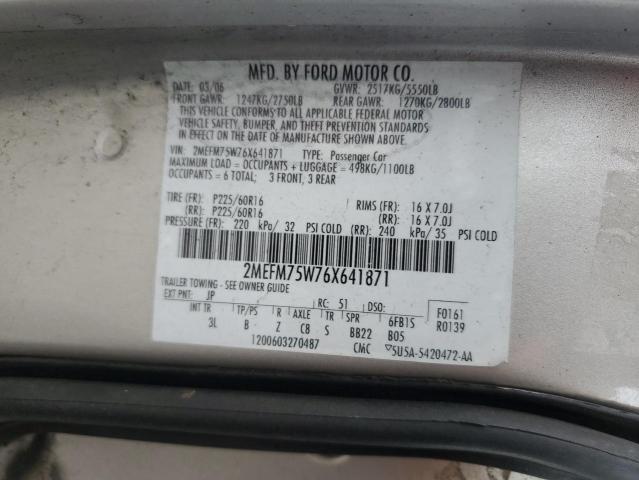 MFD. BY FORD MOTOR CO.
DATE: 03/06 GVWR: 2517KG/5550LB
FRONT GAWR: 1247KG/2750LB REAR GAWR: 1270KG/2800LB
THIS VEHICLE CONFORMS TO ALL APPLICABLE FEDERAL MOTOR
VEHICLE SAFETY, BUMPER, AND THEFT PREVENTION STANDARDS
IN EFFECT ON THE DATE OF MANUFACTURE SHOWN ABOVE.
VIN: 2MEFM75W76X641871 TYPE: Passenger Car
MAXIMUM LOAD = OCCUPANTS + LUGGAGE = 498KG/1100LB
OCCUPANTS = 6 TOTAL; 3 FRONT, 3 REAR
TIRE (FR): P225/60R16 RIMS (FR): 16 X 7.0J
(RR): P225/60R16 (RR): 16 X 7.0J
PRESSURE (FR): 220 kPa/ 32 PSI COLD (RR): 240 kPa/ 35 PSI COLD
2MEFM75W76X641871
TRAILER TOWING - SEE OWNER GUIDE
EXT PNT: JP RC: 51 DSO: F0161
INT TR TP/PS R AXLE TR SPR 6FB1S R0139
3L B Z C8 S BB22 B05
1200603270487 CMC ▽5U5A-5420472-AA